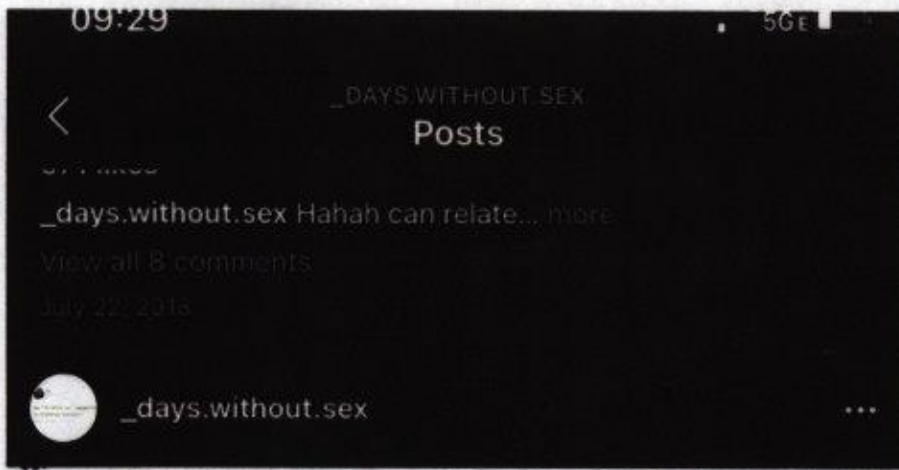 09:29
5GE
_DAYS.WITHOUT.SEX
Posts
likes
_days.without.sex Hahah can relate... more
View all 8 comments
July 22, 2018
_days.without.sex